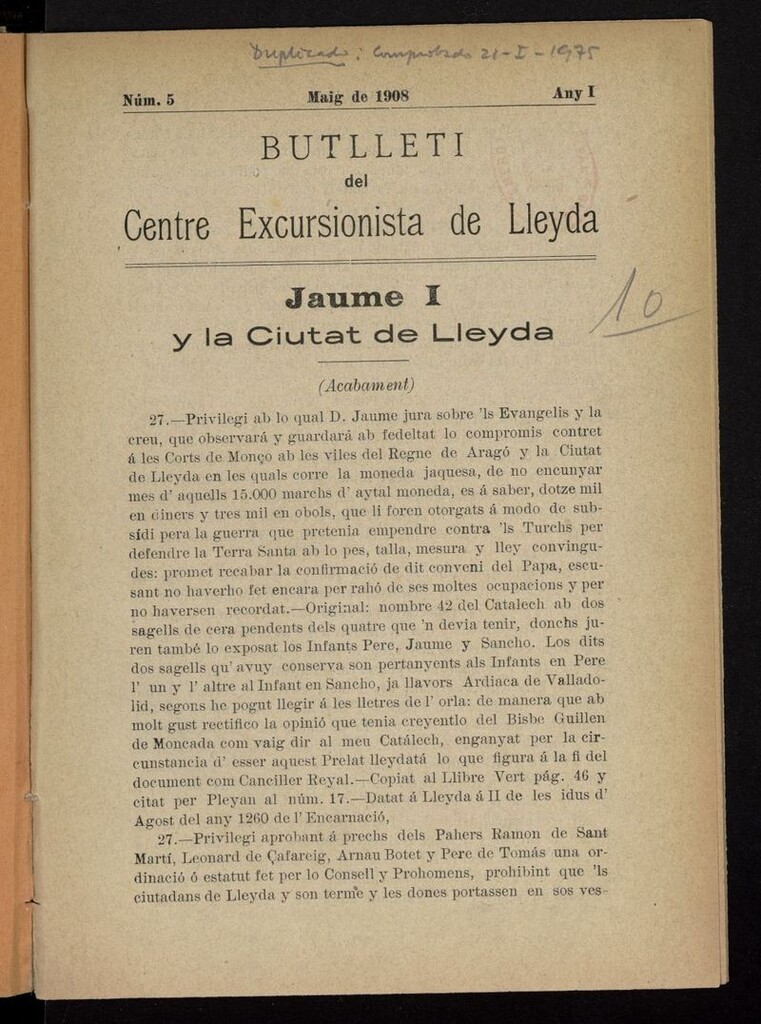 Duplicado; Comprobado 21-I-1975
Núm. 5 Maig de 1908 Any I
BUTLLETI
del
Centre Excursionista de Lleyda
Jaume I
10
y la Ciutat de Lleyda
(Acabament)
27.—Privilegi ab lo qual D. Jaume jura sobre 'ls Evangelis y la
creu, que observará y guardará ab fedeltat lo compromis contret
á les Corts de Monço ab les viles del Regne de Aragó y la Ciutat
de Lleyda en les quals corre la moneda jaquesa, de no encunyar
mes d' aquells 15.000 marchs d' aytal moneda, es á saber, dotze mil
en diners y tres mil en obols, que li foren otorgats á modo de sub-
sidi pera la guerra que pretenia empendre contra 'ls Turchs per
defendre la Terra Santa ab lo pes, talla, mesura y lley convingu-
des: promet recabar la confirmació de dit conveni del Papa, escu-
sant no haverho fet encara per rahó de ses moltes ocupacions y per
no haversen recordat.—Original: nombre 42 del Catalech ab dos
sagells de cera pendents dels quatre que 'n devia tenir, donchs ju-
ren també lo exposat los Infants Pere, Jaume y Sancho. Los dits
dos sagells qu' avuy conserva son pertanyents als Infants en Pere
l' un y l' altre al Infant en Sancho, ja llavors Ardiaca de Vallado-
lid, segons he pogut llegir á les lletres de l' orla: de manera que ab
molt gust rectifico la opinió que tenia creyentlo del Bisbe Guillen
de Moncada com vaig dir al meu Catálech, enganyat per la cir-
cunstancia d' esser aquest Prelat lleydatá lo que figura á la fi del
document com Canciller Reyal.—Copiat al Llibre Vert pág. 46 y
citat per Pleyan al núm. 17.—Datat á Lleyda á II de les idus d'
Agost del any 1260 de l' Encarnació,
27.—Privilegi aprobant á prechs dels Pahers Ramon de Sant
Martí, Leonard de Çafareig, Arnau Botet y Pere de Tomás una or-
dinació ó estatut fet per lo Consell y Prohomens, prohibint que 'ls
ciutadans de Lleyda y son terme y les dones portassen en sos ves-